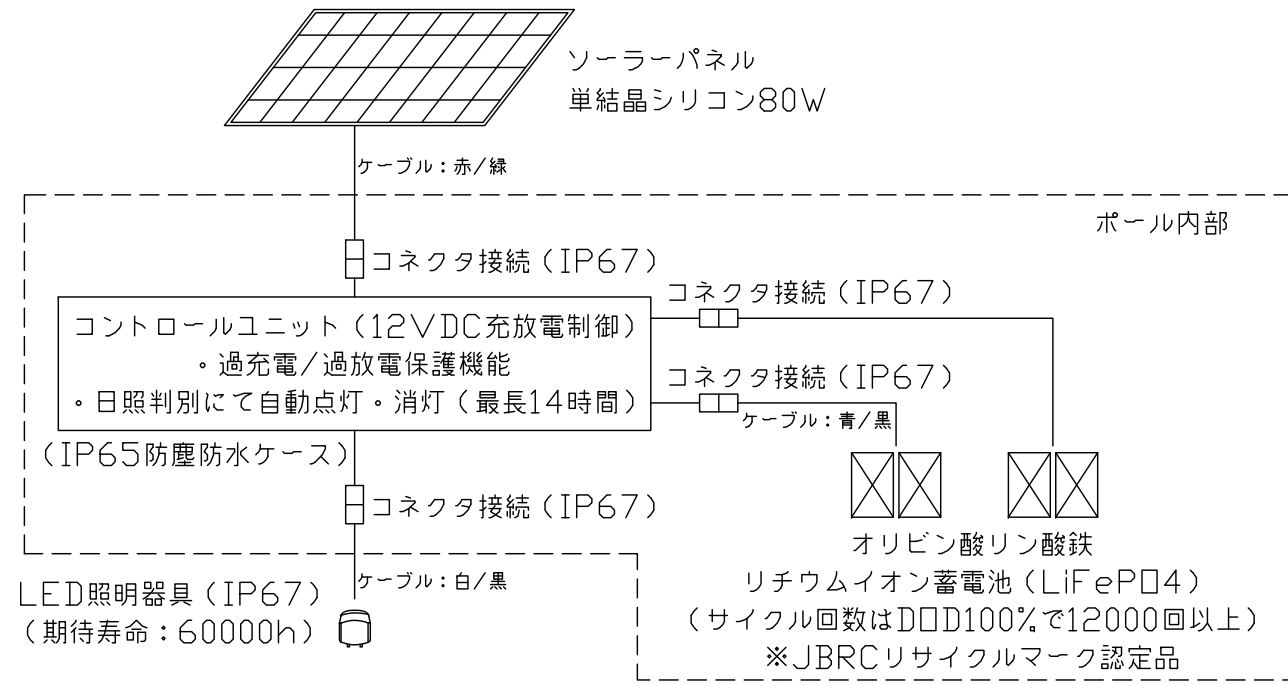 ソーラーパネル
単結晶シリコン80W
ケーブル：赤/緑
ポール内部
コネクタ接続（IP67）
コネクタ接続（IP67）
コントロールユニット（12VDC充放電制御）
・過充電/過放電保護機能
・日照判別にて自動点灯・消灯（最長14時間）
コネクタ接続（IP67）
ケーブル：青/黒
（IP65防塵防水ケース）
コネクタ接続（IP67）
オリビン酸リン酸鉄
リチウムイオン蓄電池（LiFePO4）
（サイクル回数はDOD100%で12000回以上）
※JBRCリサイクルマーク認定品
ケーブル：白/黒
LED照明器具（IP67）
（期待寿命：60000h）